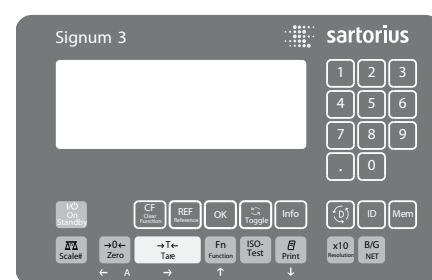 Signum 3
sartorius
1 2 3
4 5 6
7 8 9
. 0
I/⏻ On Standby
CF Clear Function
REF Reference
OK
Toggle
Info
(D)
ID
Mem
Scale#
→0← Zero
→T← Tare
Fn Function
ISO-Test
Print
x10 Resolution
B/G NET
← A → ↑ ↓